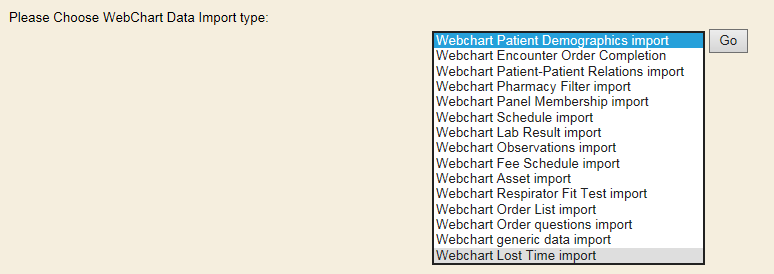 Please Choose WebChart Data Import type:
Webchart Patient Demographics import
Go
Webchart Encounter Order Completion
Webchart Patient-Patient Relations import
Webchart Pharmacy Filter import
Webchart Panel Membership import
Webchart Schedule import
Webchart Lab Result import
Webchart Observations import
Webchart Fee Schedule import
Webchart Asset import
Webchart Respirator Fit Test import
Webchart Order List import
Webchart Order questions import
Webchart generic data import
Webchart Lost Time import